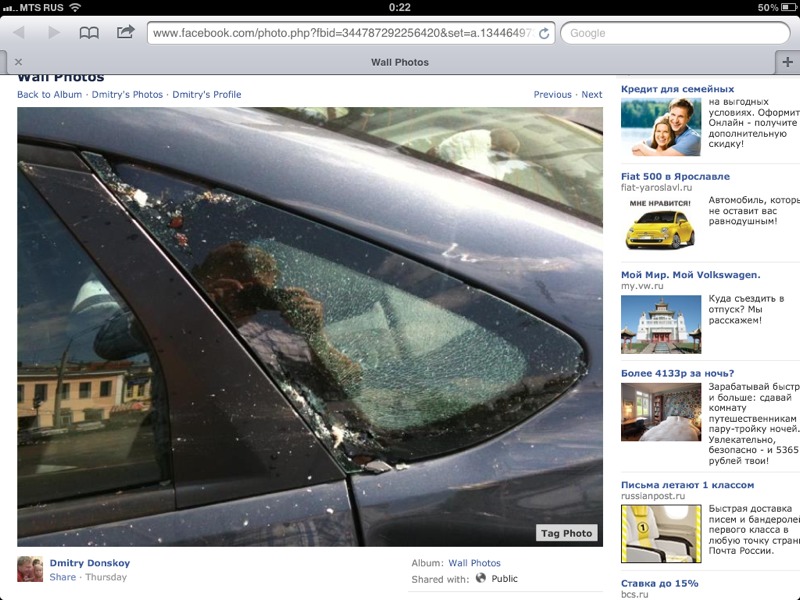 MTS RUS
0:22
50%
www.facebook.com/photo.php?fbid=344787292256420&set=a.13446497
Google
Wall Photos
Wall Photos
Back to Album · Dmitry's Photos · Dmitry's Profile
Previous · Next
Tag Photo
Dmitry Donskoy
Share · Thursday
Album: Wall Photos
Shared with: Public
Кредит для семейных
на выгодных
условиях. Оформит
Онлайн - получите
дополнительную
скидку!
Fiat 500 в Ярославле
fiat-yaroslavl.ru
МНЕ НРАВИТСЯ!
Автомобиль, которь
не оставит вас
равнодушным!
Мой Мир. Мой Volkswagen.
my.vw.ru
Куда съездить в
отпуск? Мы
расскажем!
Более 4133р за ночь?
Зарабатывай быстр
и больше: сдавай
комнату
путешественникам
пару-тройку ночей.
Увлекательно,
безопасно - и 5365
рублей твои!
Письма летают 1 классом
russianpost.ru
1
Быстрая доставка
писем и бандеролей
первого класса в
любую точку стран
Почта России.
Ставка до 15%
bcs.ru